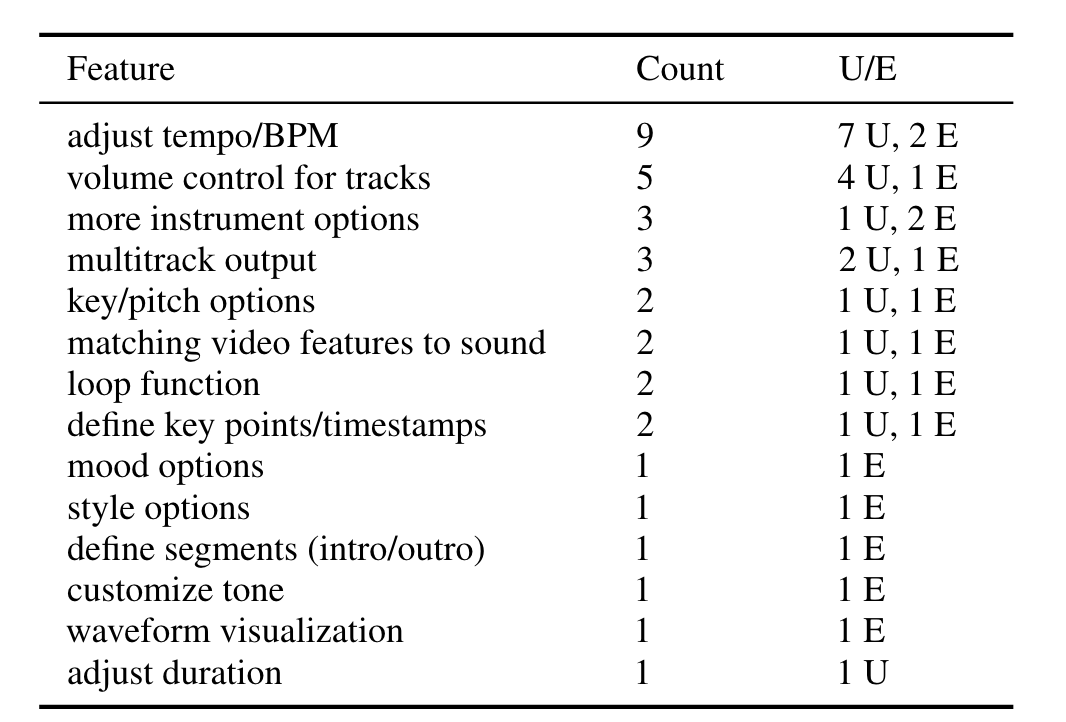 Feature Count U/E
adjust tempo/BPM 9 7 U, 2 E
volume control for tracks 5 4 U, 1 E
more instrument options 3 1 U, 2 E
multitrack output 3 2 U, 1 E
key/pitch options 2 1 U, 1 E
matching video features to sound 2 1 U, 1 E
loop function 2 1 U, 1 E
define key points/timestamps 2 1 U, 1 E
mood options 1 1 E
style options 1 1 E
define segments (intro/outro) 1 1 E
customize tone 1 1 E
waveform visualization 1 1 E
adjust duration 1 1 U